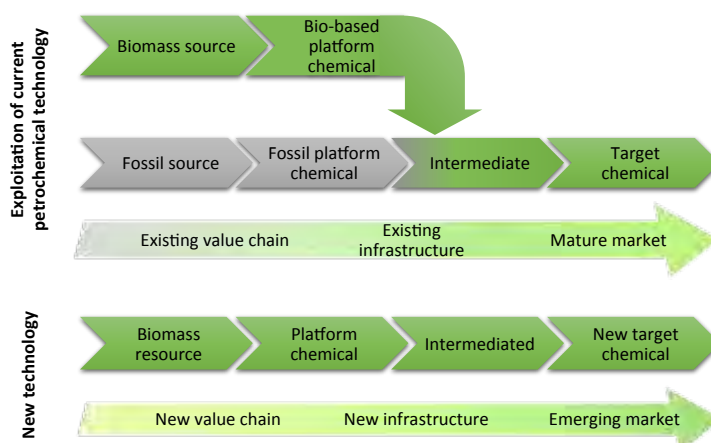 Exploitation of current
petrochemical technology
Biomass source
Bio-based
platform
chemical
Fossil source
Fossil platform
chemical
Intermediate
Target
chemical
Existing value chain
Existing
infrastructure
Mature market
New technology
Biomass
resource
Platform
chemical
Intermediated
New target
chemical
New value chain
New infrastructure
Emerging market